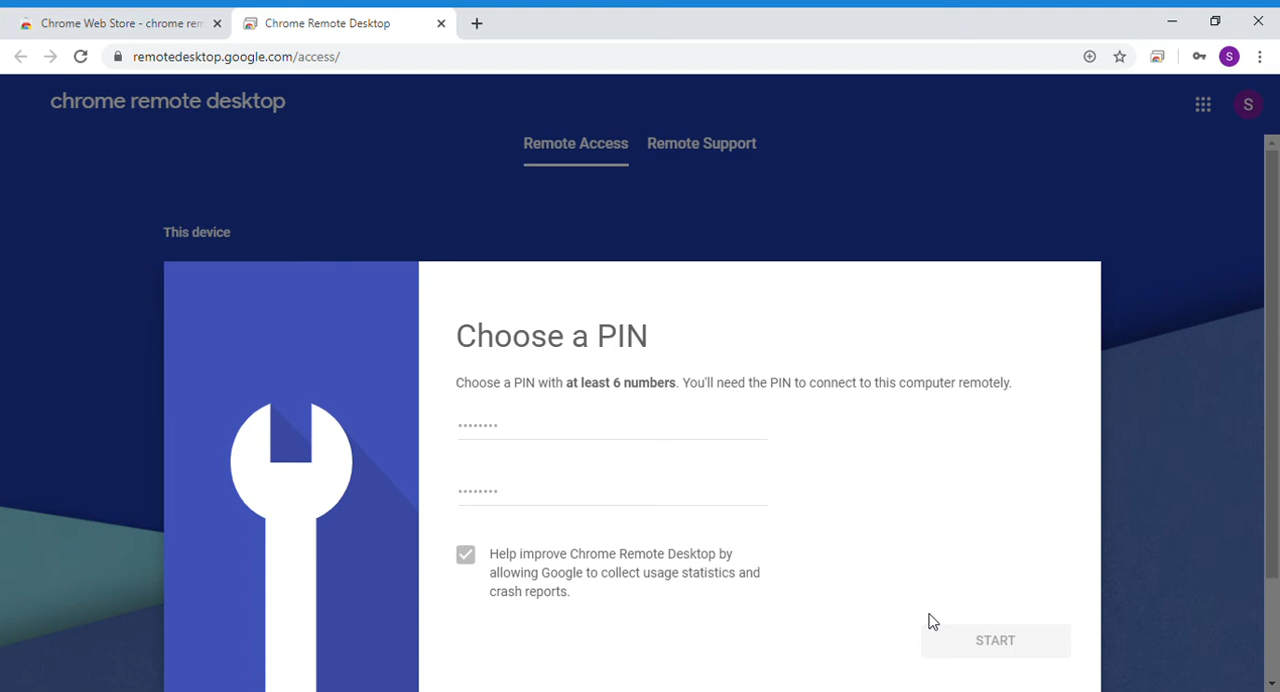 Chrome Web Store - chrome rem
Chrome Remote Desktop
remotedesktop.google.com/access/
S
chrome remote desktop
S
Remote Access
Remote Support
This device
Choose a PIN
Choose a PIN with at least 6 numbers. You'll need the PIN to connect to this computer remotely.
••••••••
••••••••
Help improve Chrome Remote Desktop by
allowing Google to collect usage statistics and
crash reports.
START